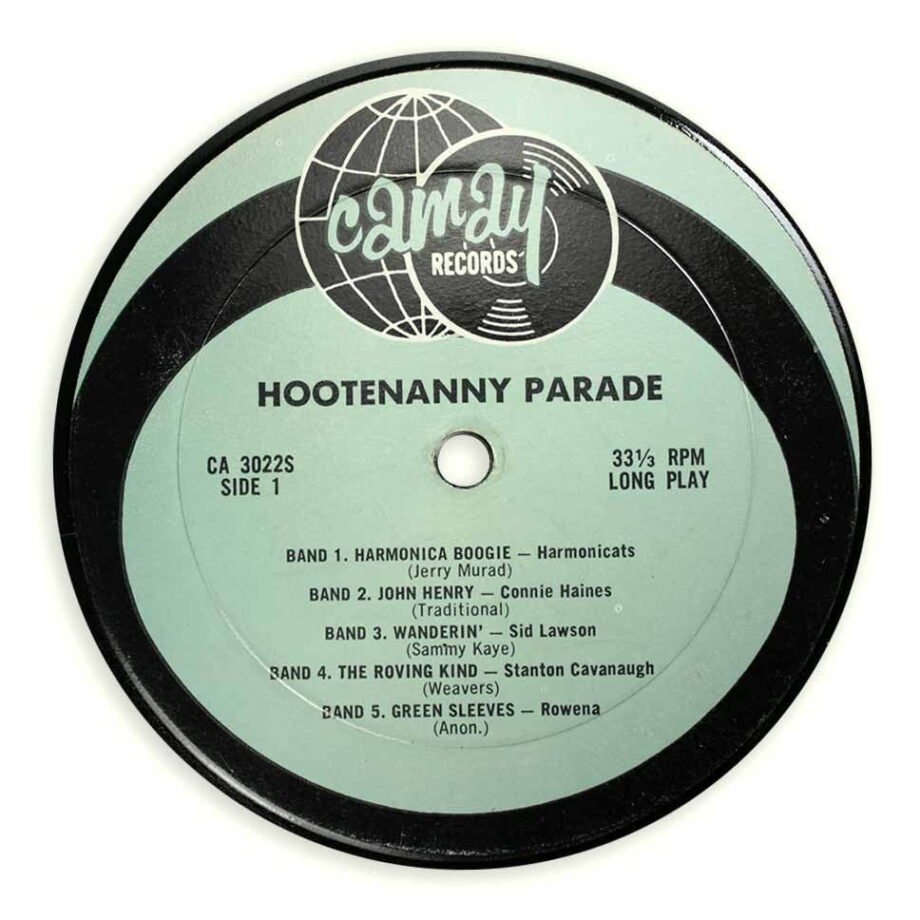 camay
RECORDS
HOOTENANNY PARADE
CA 3022S
SIDE 1
33⅓ RPM
LONG PLAY
BAND 1. HARMONICA BOOGIE — Harmonicats
(Jerry Murad)
BAND 2. JOHN HENRY — Connie Haines
(Traditional)
BAND 3. WANDERIN' — Sid Lawson
(Sammy Kaye)
BAND 4. THE ROVING KIND — Stanton Cavanaugh
(Weavers)
BAND 5. GREEN SLEEVES — Rowena
(Anon.)